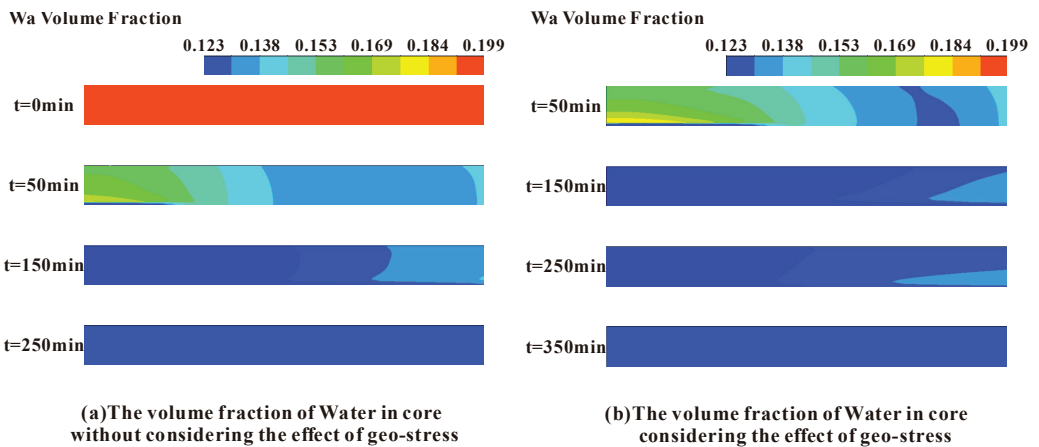 Wa Volume Fraction
0.123 0.138 0.153 0.169 0.184 0.199
t=0min
t=50min
t=150min
t=250min
(a)The volume fraction of Water in core
without considering the effect of geo-stress
Wa Volume Fraction
0.123 0.138 0.153 0.169 0.184 0.199
t=50min
t=150min
t=250min
t=350min
(b)The volume fraction of Water in core
considering the effect of geo-stress